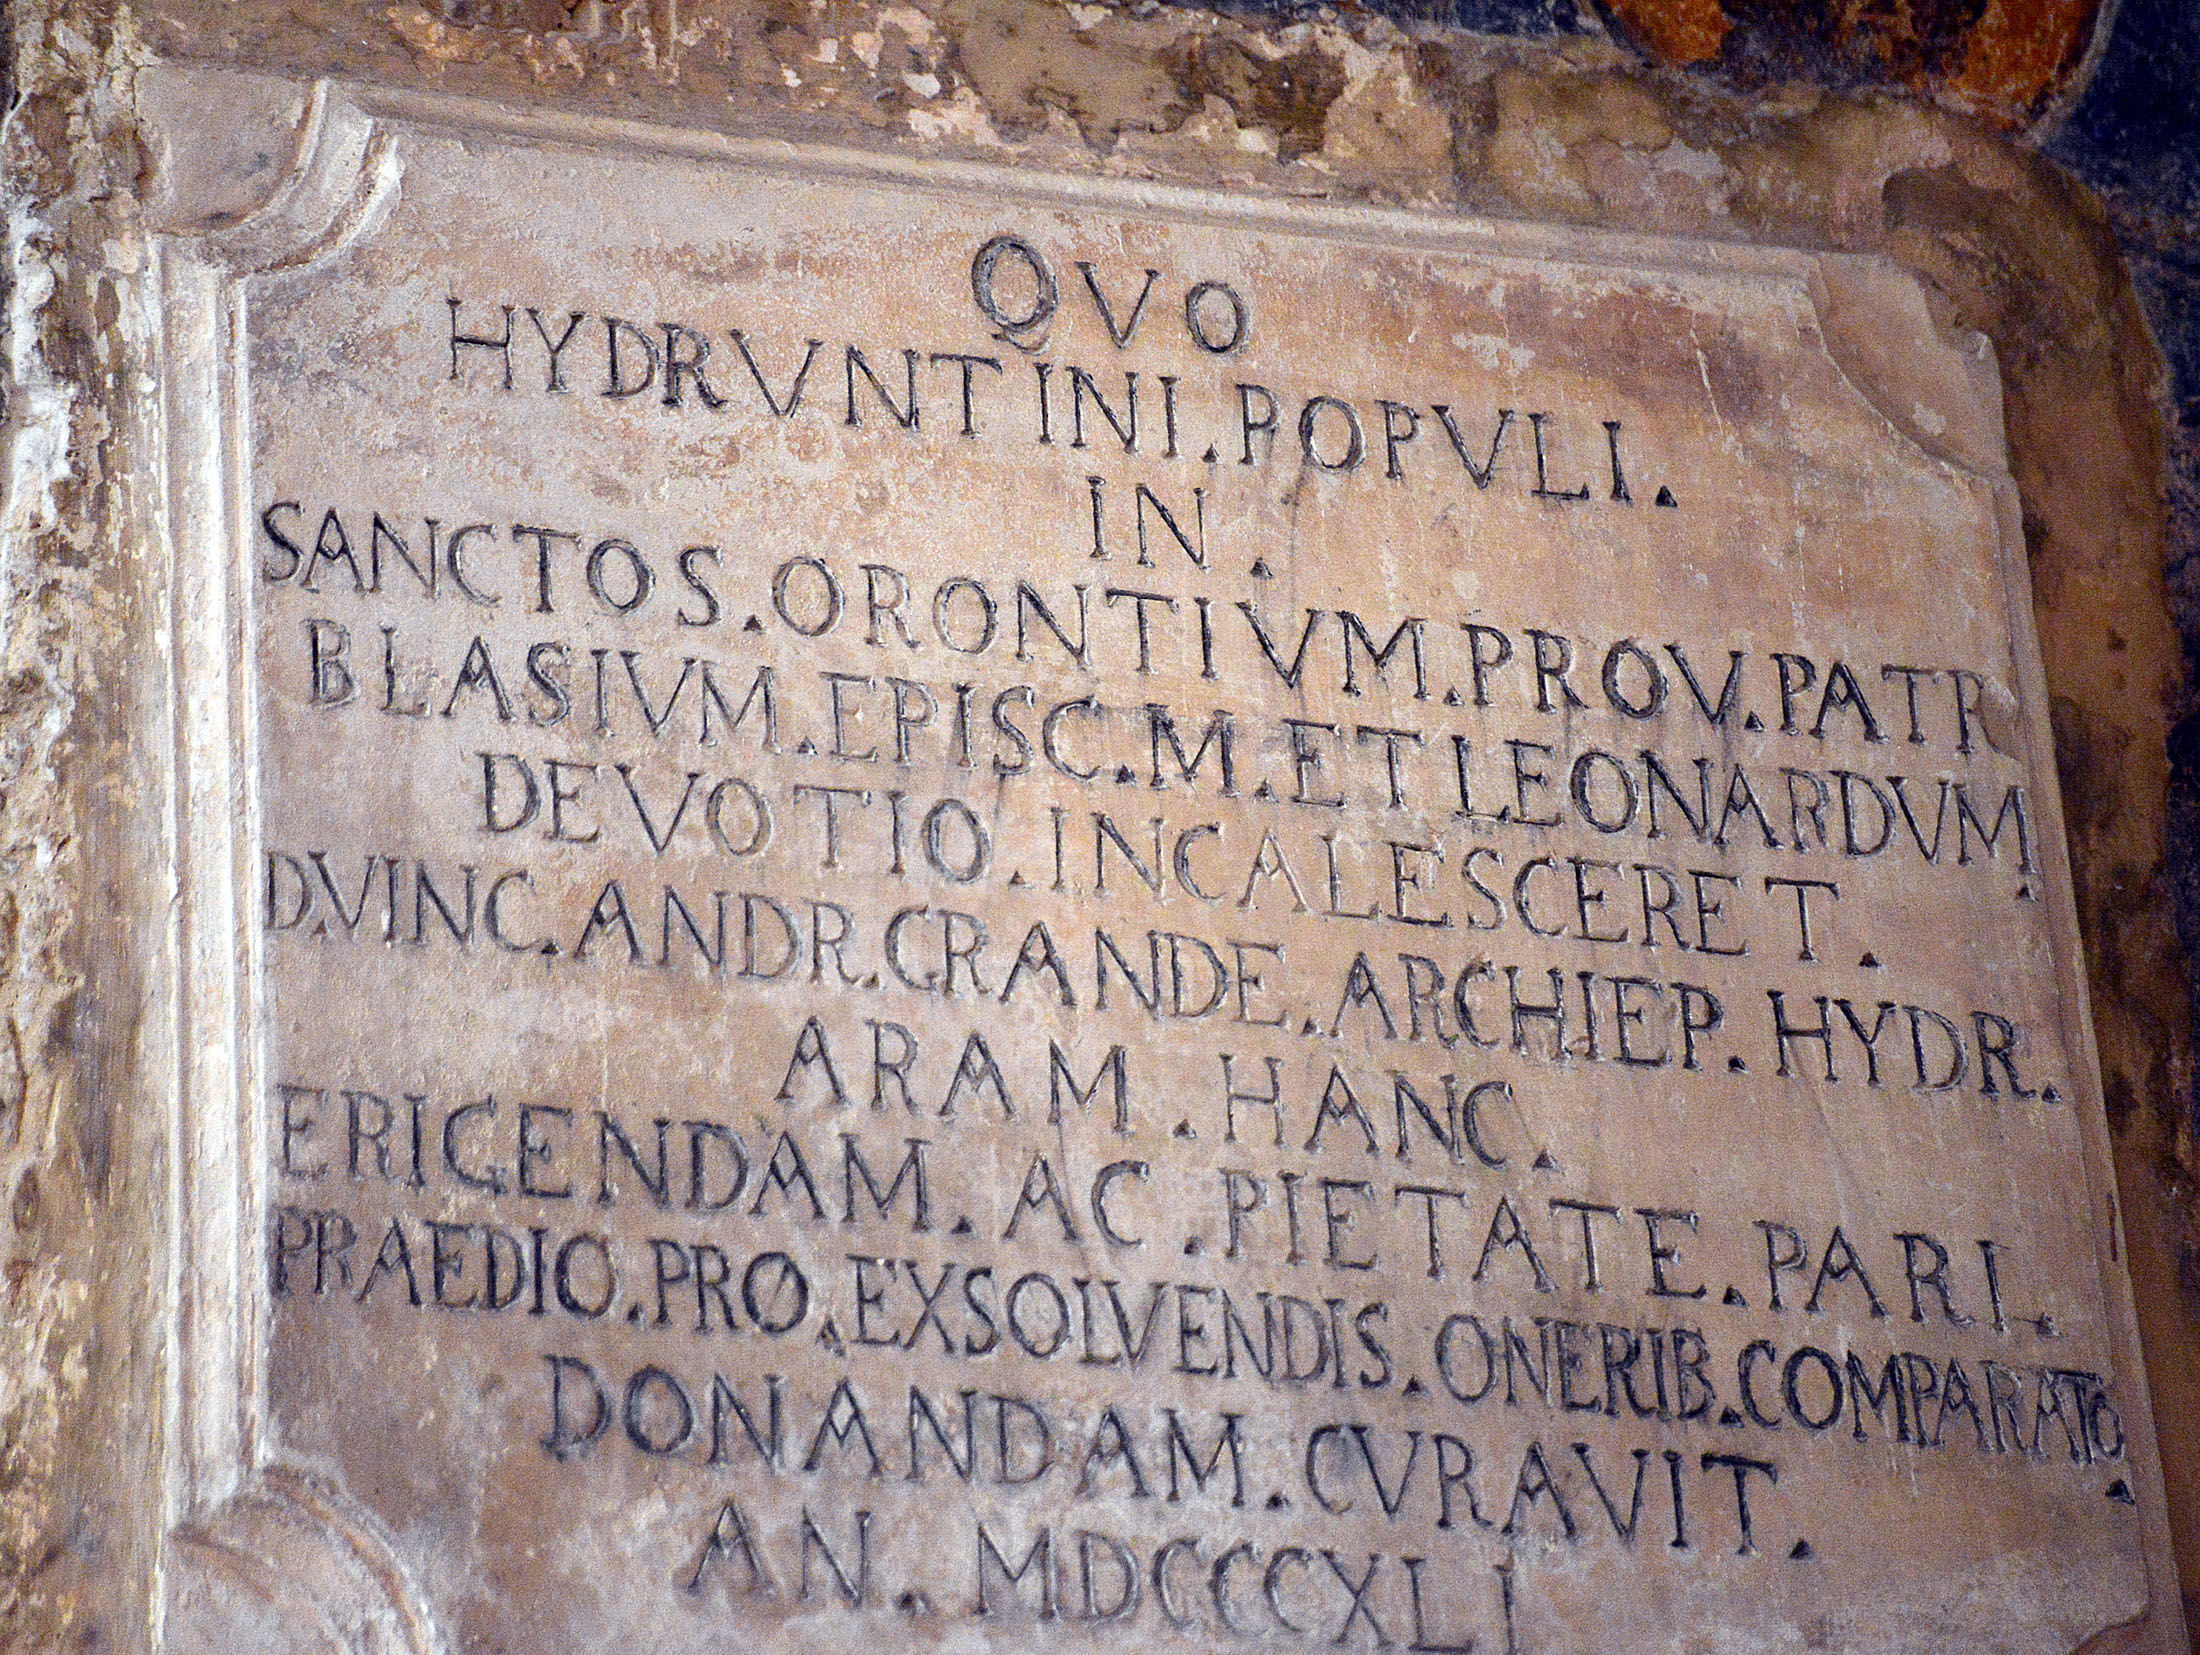 QVO
HYDRVNTINI.POPVLI.
IN.
SANCTOS.ORONTIVM.PROV.PATR
BLASIVM.EPISC.M.ET LEONARDVM.
DEVOTIO.INCALESCERET.
D.VINC.ANDR.GRANDE.ARCHIEP.HYDR.
ARAM.HANC.
ERIGENDAM.AC.PIETATE.PARI.
PRAEDIO.PRO.EXSOLVENDIS.ONERIB.COMPARATO.
DONANDAM.CVRAVIT.
AN.MDCCCXLI